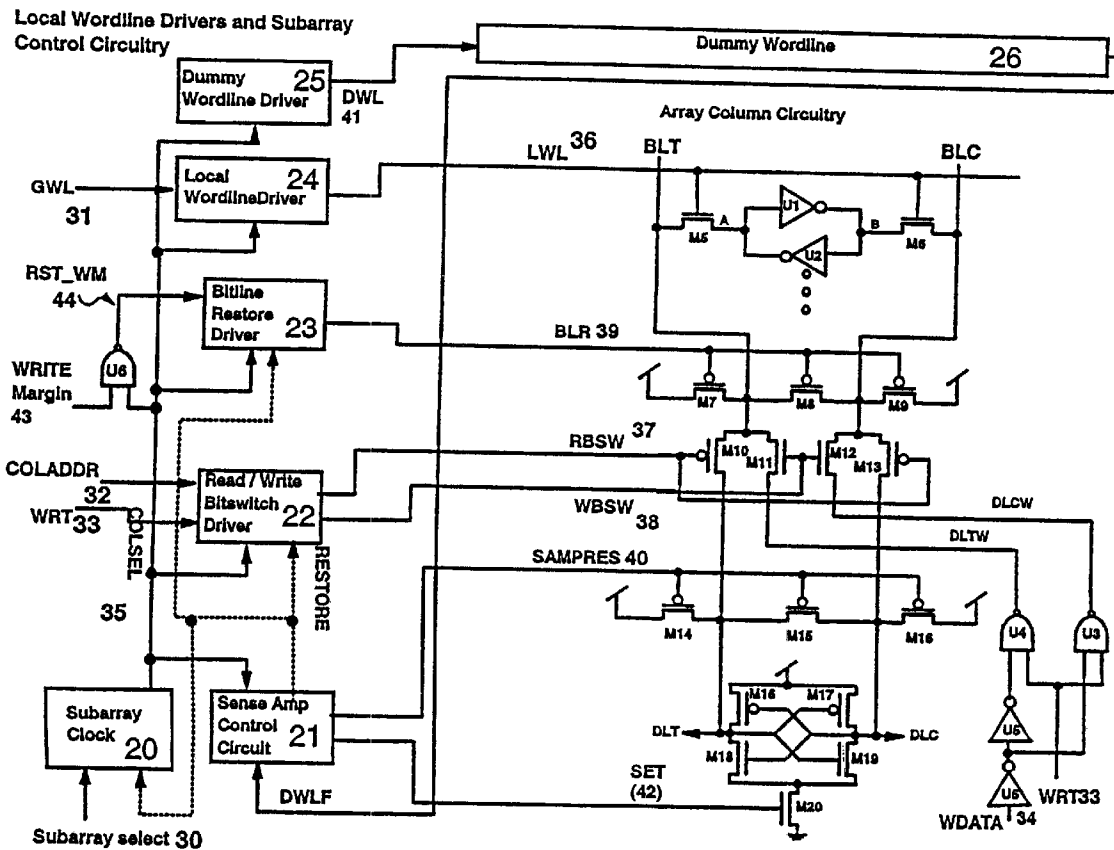 Local Wordline Drivers and Subarray
Control Circuitry
Dummy
Wordline Driver
25
DWL
41
Dummy Wordline
26
Array Column Circuitry
GWL
31
Local
WordlineDriver
24
LWL 36
BLT
BLC
U1
M5
A
U2
B
M6
RST_WM
44
Bitline
Restore
Driver
23
BLR 39
U6
WRITE
Margin
43
M7
M8
M9
COLADDR
32
WRT
33
COLSEL
Read / Write
Bitswitch
Driver
22
RBSW
37
WBSW
38
M10
M11
M12
M13
DLCW
DLTW
RESTORE
SAMPRES 40
35
M14
M15
M16
U4
U3
Subarray
Clock
20
Sense Amp
Control
Circuit
21
M16
M17
DLT
DLC
M18
M19
U5
SET
(42)
DWLF
M20
U5
WRT33
WDATA 34
Subarray select 30